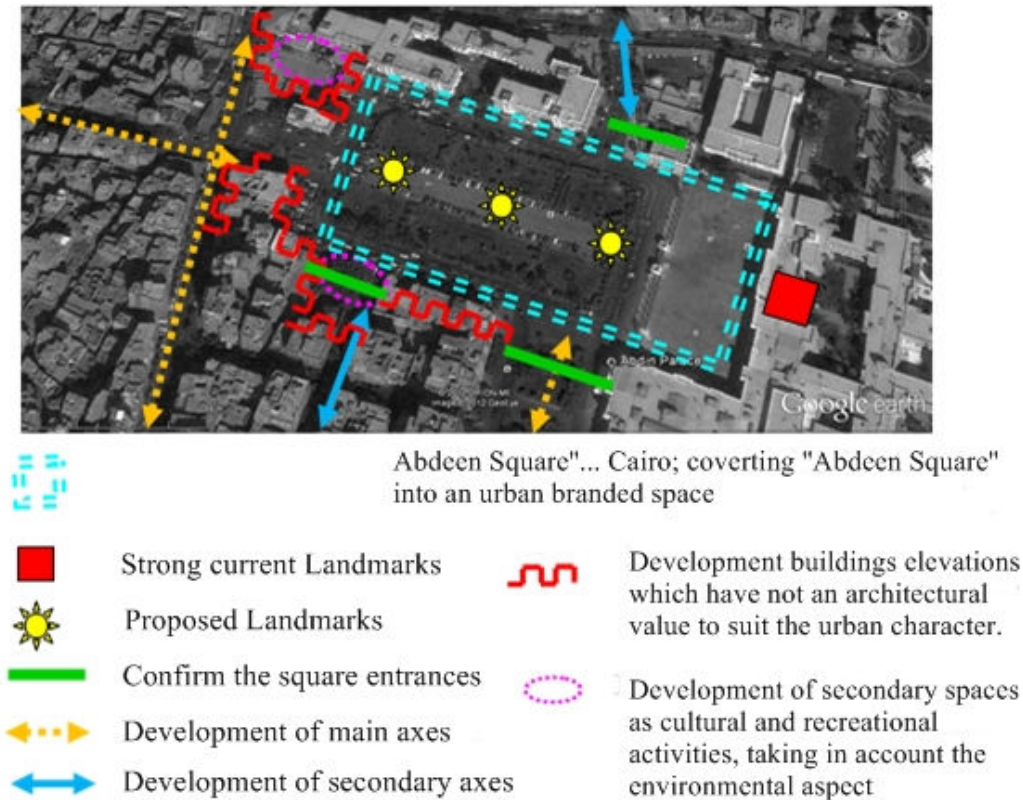 Abdin Palace
Google earth
Abdeen Square"... Cairo; coverting "Abdeen Square"
into an urban branded space
Strong current Landmarks
Proposed Landmarks
Confirm the square entrances
Development of main axes
Development of secondary axes
Development buildings elevations
which have not an architectural
value to suit the urban character.
Development of secondary spaces
as cultural and recreational
activities, taking in account the
environmental aspect